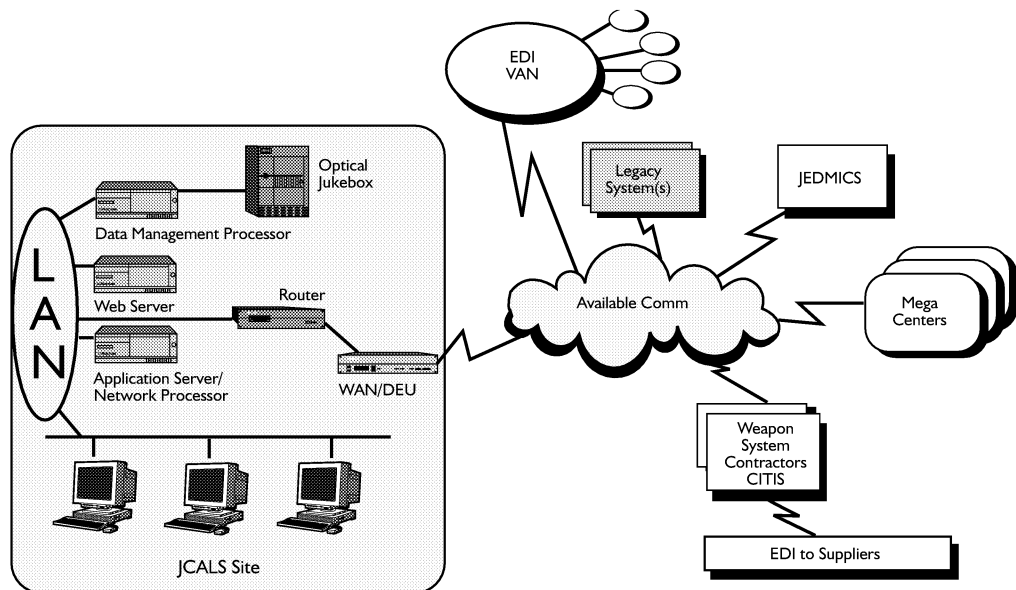 EDI
VAN
Optical
Jukebox
Legacy
System(s)
JEDMICS
Data Management Processor
LAN
Web Server
Router
Available Comm
Mega
Centers
Application Server/
Network Processor
WAN/DEU
Weapon
System
Contractors
CITIS
JCALS Site
EDI to Suppliers